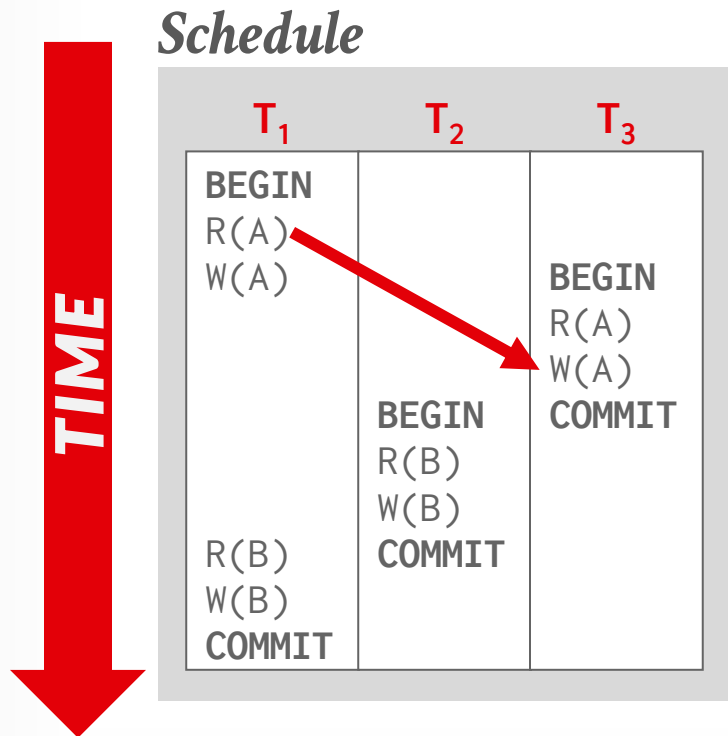 Schedule
TIME
T₁ T₂ T₃
BEGIN
R(A)
W(A) BEGIN
R(A)
W(A)
BEGIN COMMIT
R(B)
W(B)
R(B) COMMIT
W(B)
COMMIT